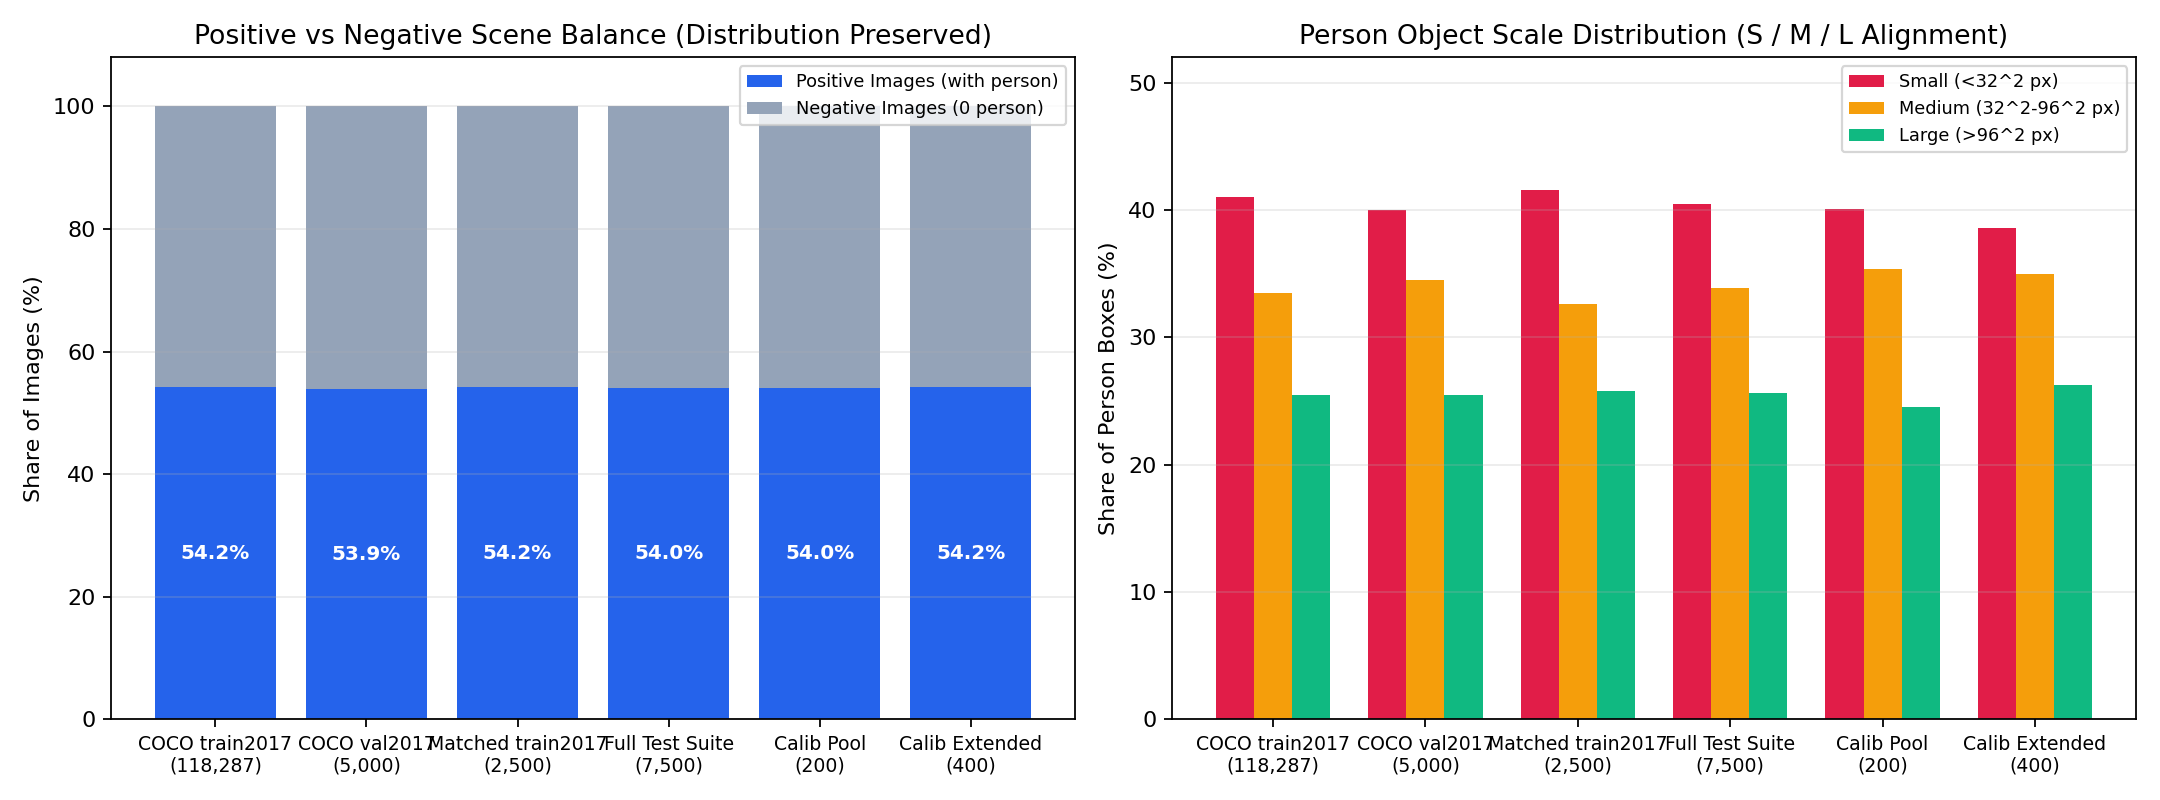 Positive vs Negative Scene Balance (Distribution Preserved)
Positive Images (with person)
Negative Images (0 person)
Share of Images (%)
100
80
60
40
20
0
54.2%
53.9%
54.2%
54.0%
54.0%
54.2%
COCO train2017
(118,287)
COCO val2017
(5,000)
Matched train2017
(2,500)
Full Test Suite
(7,500)
Calib Pool
(200)
Calib Extended
(400)
Person Object Scale Distribution (S / M / L Alignment)
Small (<32^2 px)
Medium (32^2-96^2 px)
Large (>96^2 px)
Share of Person Boxes (%)
50
40
30
20
10
0
COCO train2017
(118,287)
COCO val2017
(5,000)
Matched train2017
(2,500)
Full Test Suite
(7,500)
Calib Pool
(200)
Calib Extended
(400)